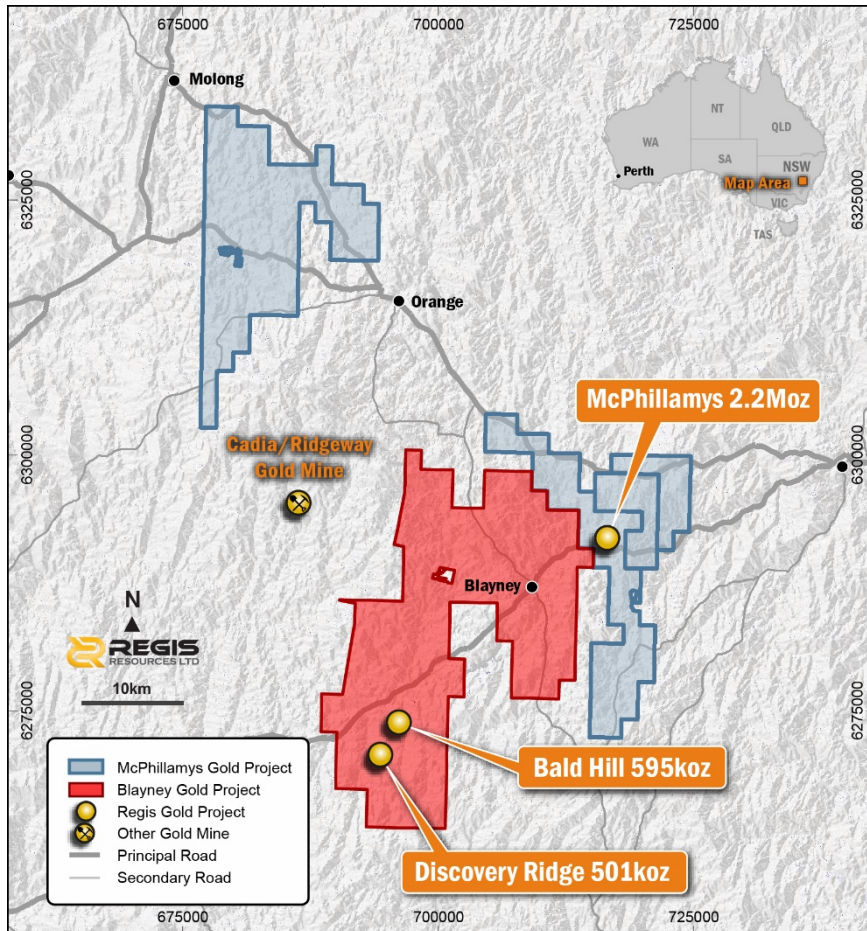 675000
700000
725000
Molong
NT
QLD
WA
SA
NSW
Perth
Map Area
VIC
TAS
6325000
6325000
Orange
McPhillamys 2.2Moz
6300000
6300000
Cadia/Ridgeway
Gold Mine
Blayney
N
REGIS
RESOURCES LTD
10km
6275000
6275000
Bald Hill 595koz
McPhillamys Gold Project
Blayney Gold Project
Regis Gold Project
Other Gold Mine
Principal Road
Secondary Road
Discovery Ridge 501koz
675000
700000
725000